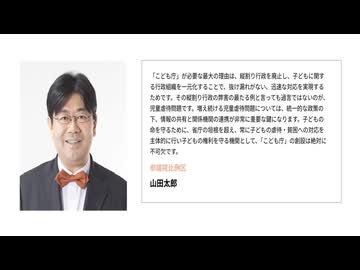 「こども庁」が必要な最大の理由は、縦割り行政を廃止し、子どもに関す
る行政組織を一元化することで、抜け漏れがない、迅速な対応を実現する
ためです。その縦割り行政の弊害の最たる例と言っても過言ではないのが、
児童虐待問題です。増え続ける児童虐待問題については、統一的な政策の
下、情報の共有と関係機関の連携が非常に重要な鍵になります。子どもの
命を守るために、省庁の垣根を超え、常に子どもの虐待・貧困への対応を
主体的に行い子どもの権利を守る機関として、「こども庁」の創設は絶対に
不可欠です。
参議院比例区
山田太郎